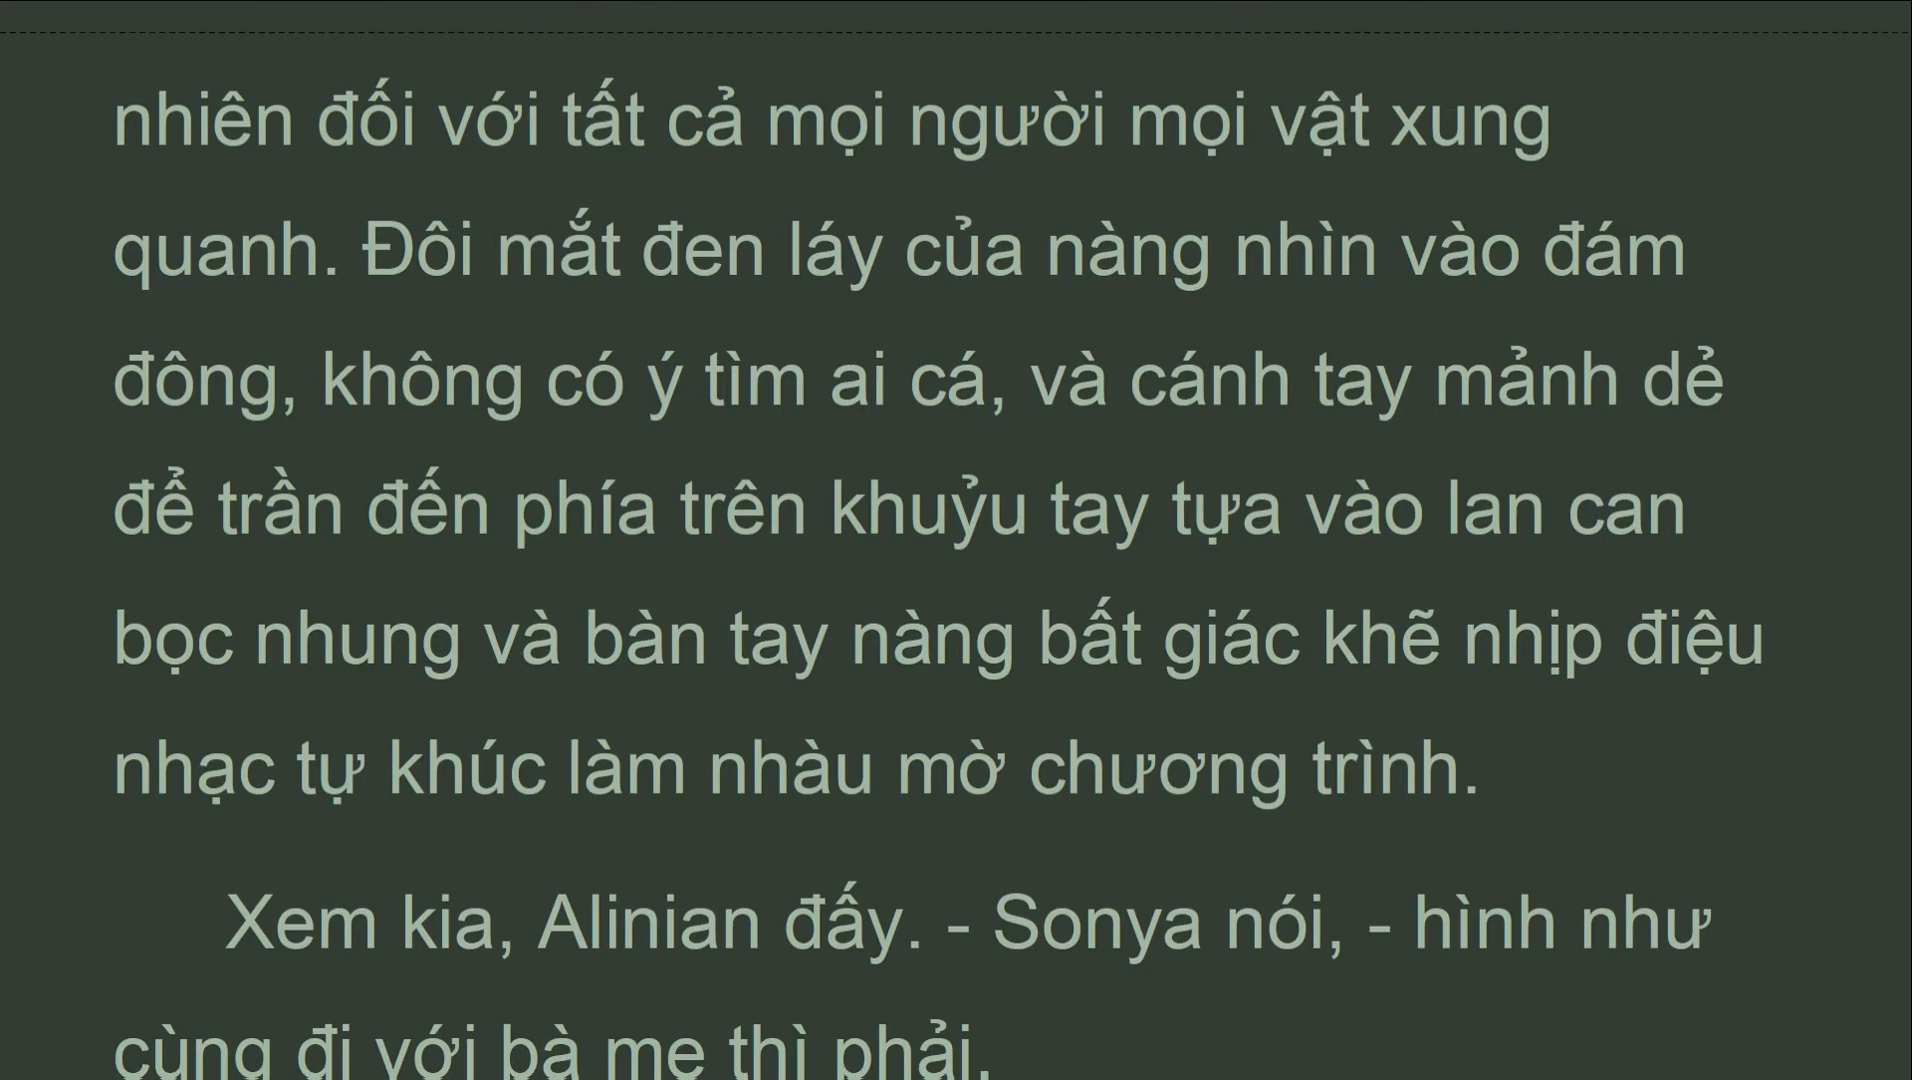 nhiên đối với tất cả mọi người mọi vật xung
quanh. Đôi mắt đen láy của nàng nhìn vào đám
đông, không có ý tìm ai cá, và cánh tay mảnh dẻ
để trần đến phía trên khuỷu tay tựa vào lan can
bọc nhung và bàn tay nàng bất giác khẽ nhịp điệu
nhạc tự khúc làm nhàu mờ chương trình.
Xem kia, Alinian đấy. - Sonya nói, - hình như
cùng đi với bà mẹ thì phải.